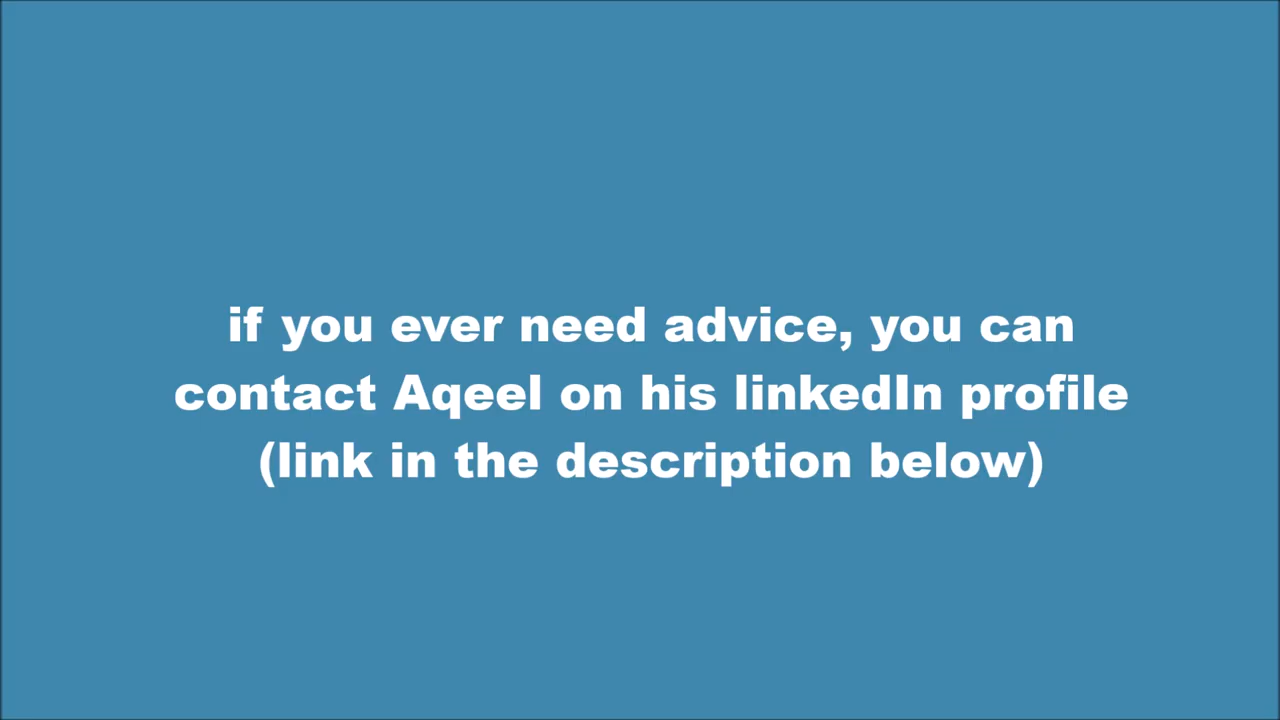 if you ever need advice, you can
contact Aqeel on his linkedIn profile
(link in the description below)